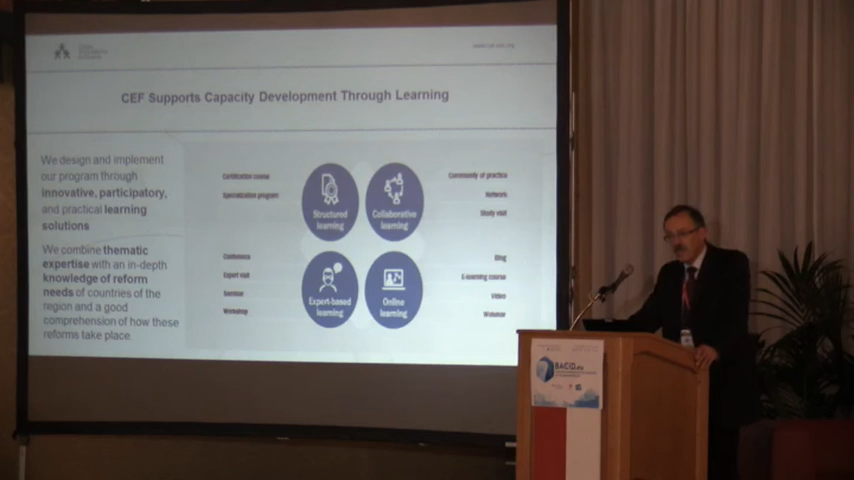 CEF Supports Capacity Development Through Learning
We design and implement
our program through
innovative, participatory,
and practical learning
solutions
We combine thematic
expertise with an in-depth
knowledge of reform
needs of countries of the
region and a good
comprehension of how these
reforms take place
Certification course
Specialization program
Structured
learning
Collaborative
learning
Community of practice
Network
Study visit
Conference
Expert visit
Seminar
Workshop
Expert-based
learning
Online
learning
Blog
E-learning course
Video
Webinar
BACID.eu